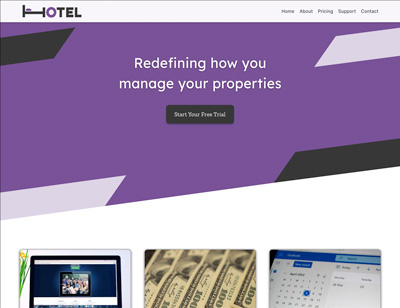 HOTEL
Home About Pricing Support Contact
Redefining how you
manage your properties
Start Your Free Trial